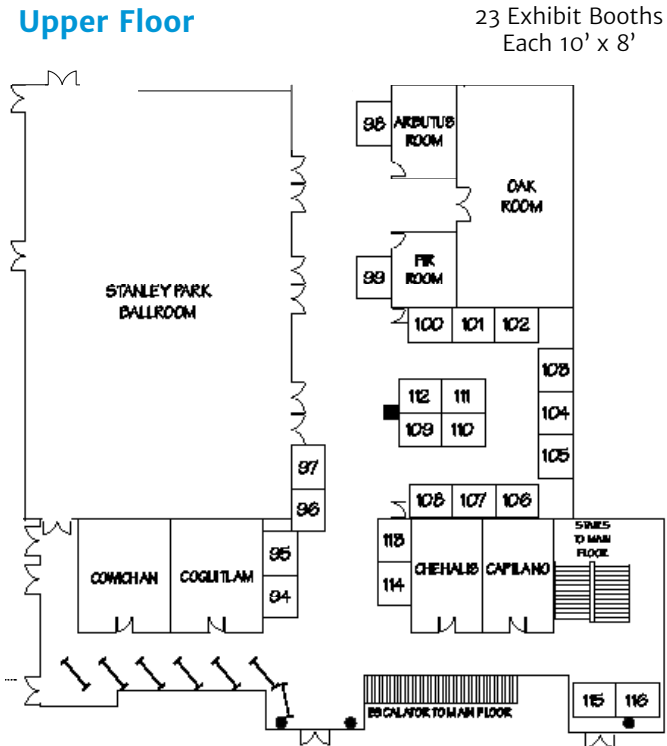 Upper Floor
23 Exhibit Booths
Each 10’ x 8’
98
ARBUTUS
ROOM
OAK
ROOM
99
FIR
ROOM
STANLEY PARK
BALLROOM
100 101 102
103
112 111
104
109 110
105
97
96
108 107 106
95
94
COWICHAN
COQUITLAM
113
114
CHEHALIS
CAPILANO
STAIRS
TO MAIN
FLOOR
115 116
ESCALATOR TO MAIN FLOOR